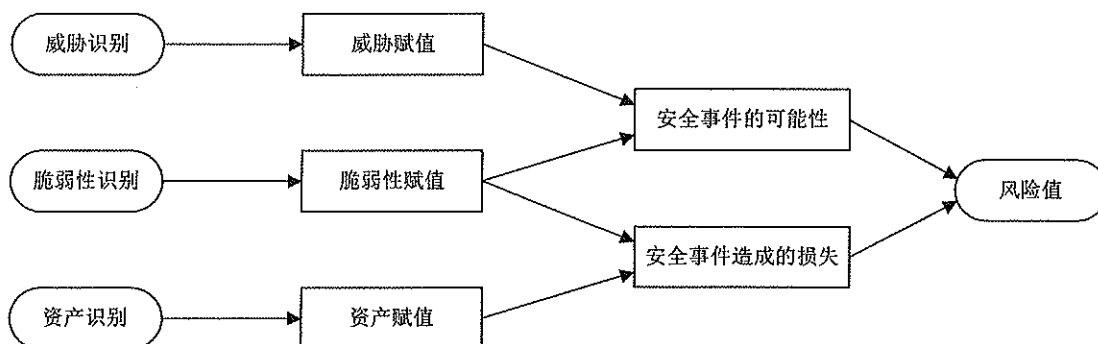 威胁识别
威胁赋值
安全事件的可能性
脆弱性识别
脆弱性赋值
风险值
安全事件造成的损失
资产识别
资产赋值